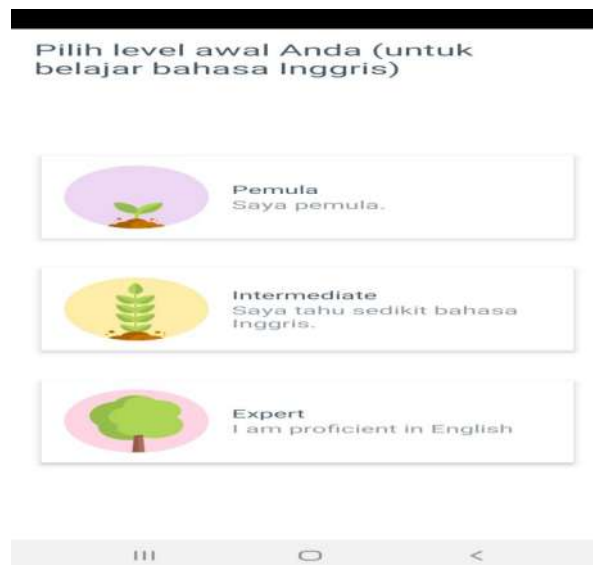 Pilih level awal Anda (untuk
belajar bahasa Inggris)
Pemula
Saya pemula.
Intermediate
Saya tahu sedikit bahasa
Inggris.
Expert
I am proficient in English